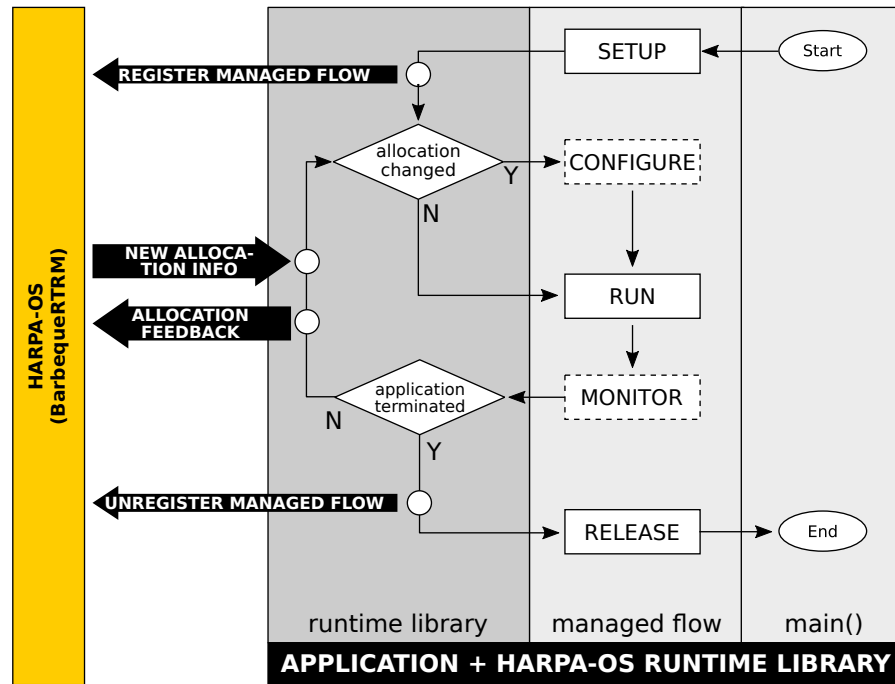 SETUP
Start
REGISTER MANAGED FLOW
allocation
changed
Y
CONFIGURE
N
NEW ALLOCA-
TION INFO
RUN
ALLOCATION
FEEDBACK
HARPA-OS
(BarbequeRTRM)
application
terminated
MONITOR
N
Y
UNREGISTER MANAGED FLOW
RELEASE
End
runtime library
managed flow
main()
APPLICATION + HARPA-OS RUNTIME LIBRARY